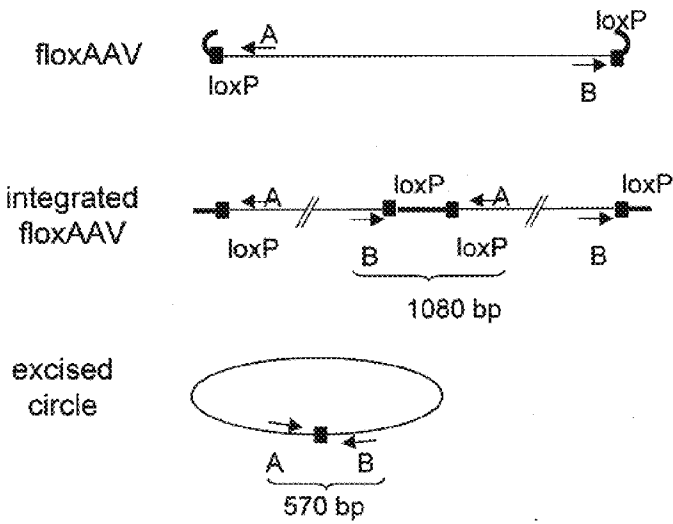 floxAAV
loxP
A
loxP
B
integrated
floxAAV
A
loxP
A
loxP
loxP
B
loxP
B
1080 bp
excised
circle
A
B
570 bp